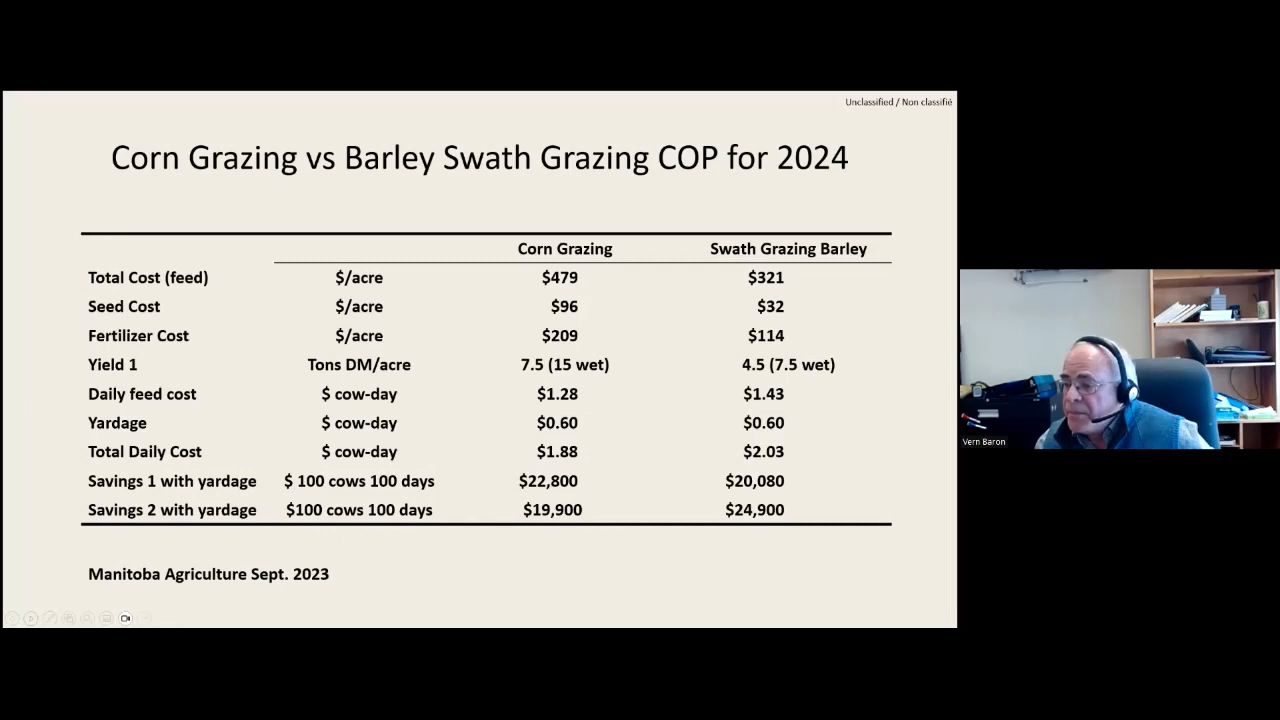 Unclassified / Non classifié
Corn Grazing vs Barley Swath Grazing COP for 2024
Corn Grazing Swath Grazing Barley
Total Cost (feed) $/acre $479 $321
Seed Cost $/acre $96 $32
Fertilizer Cost $/acre $209 $114
Yield 1 Tons DM/acre 7.5 (15 wet) 4.5 (7.5 wet)
Daily feed cost $ cow-day $1.28 $1.43
Yardage $ cow-day $0.60 $0.60
Total Daily Cost $ cow-day $1.88 $2.03
Savings 1 with yardage $ 100 cows 100 days $22,800 $20,080
Savings 2 with yardage $100 cows 100 days $19,900 $24,900
Manitoba Agriculture Sept. 2023
Vern Baron